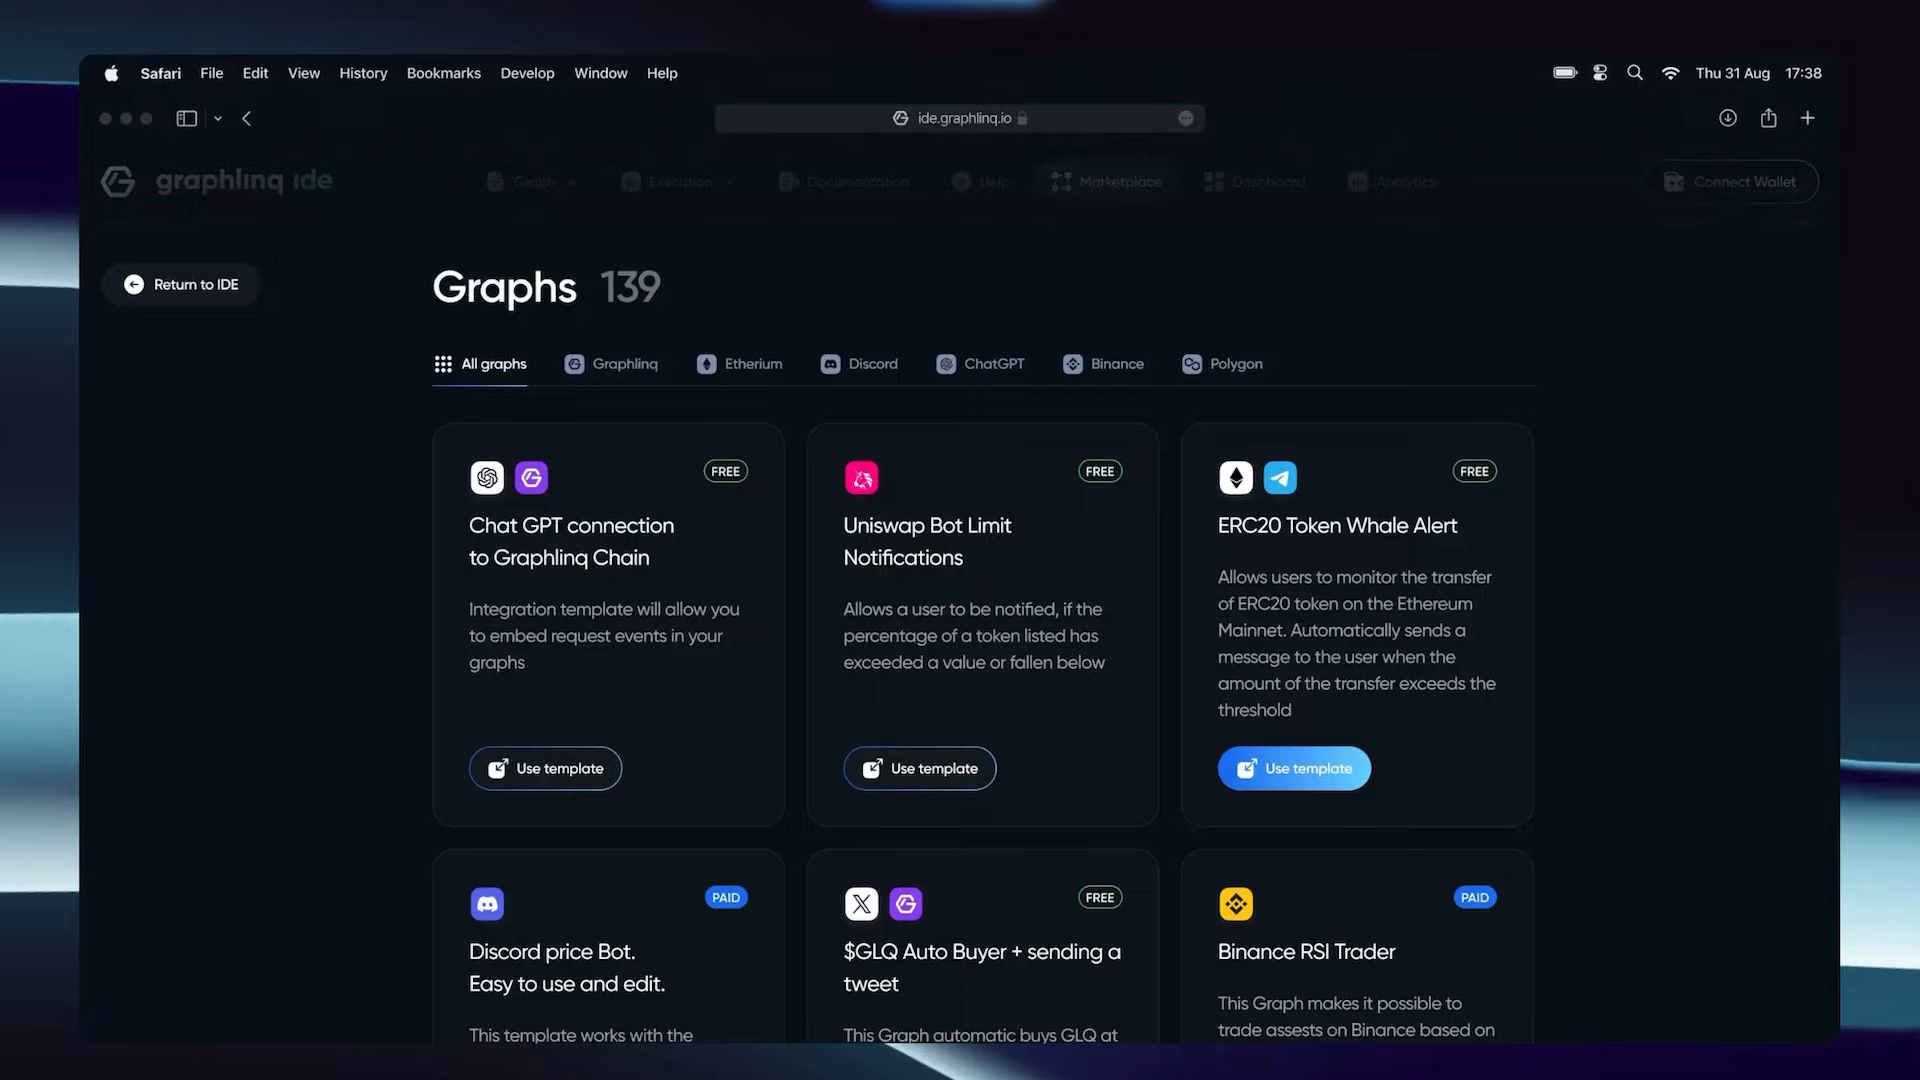 Safari File Edit View History Bookmarks Develop Window Help Thu 31 Aug 17:38
ide.graphlinq.io
graphlinq ide Graph Execution Documentation Help Marketplace Dashboard Analytics Connect Wallet
Return to IDE
Graphs 139
All graphs Graphlinq Etherium Discord ChatGPT Binance Polygon
FREE
Chat GPT connection
to Graphlinq Chain
Integration template will allow you
to embed request events in your
graphs
Use template
FREE
Uniswap Bot Limit
Notifications
Allows a user to be notified, if the
percentage of a token listed has
exceeded a value or fallen below
Use template
FREE
ERC20 Token Whale Alert
Allows users to monitor the transfer
of ERC20 token on the Ethereum
Mainnet. Automatically sends a
message to the user when the
amount of the transfer exceeds the
threshold
Use template
PAID
Discord price Bot.
Easy to use and edit.
This template works with the
FREE
$GLQ Auto Buyer + sending a
tweet
This Graph automatic buys GLQ at
PAID
Binance RSI Trader
This Graph makes it possible to
trade assests on Binance based on